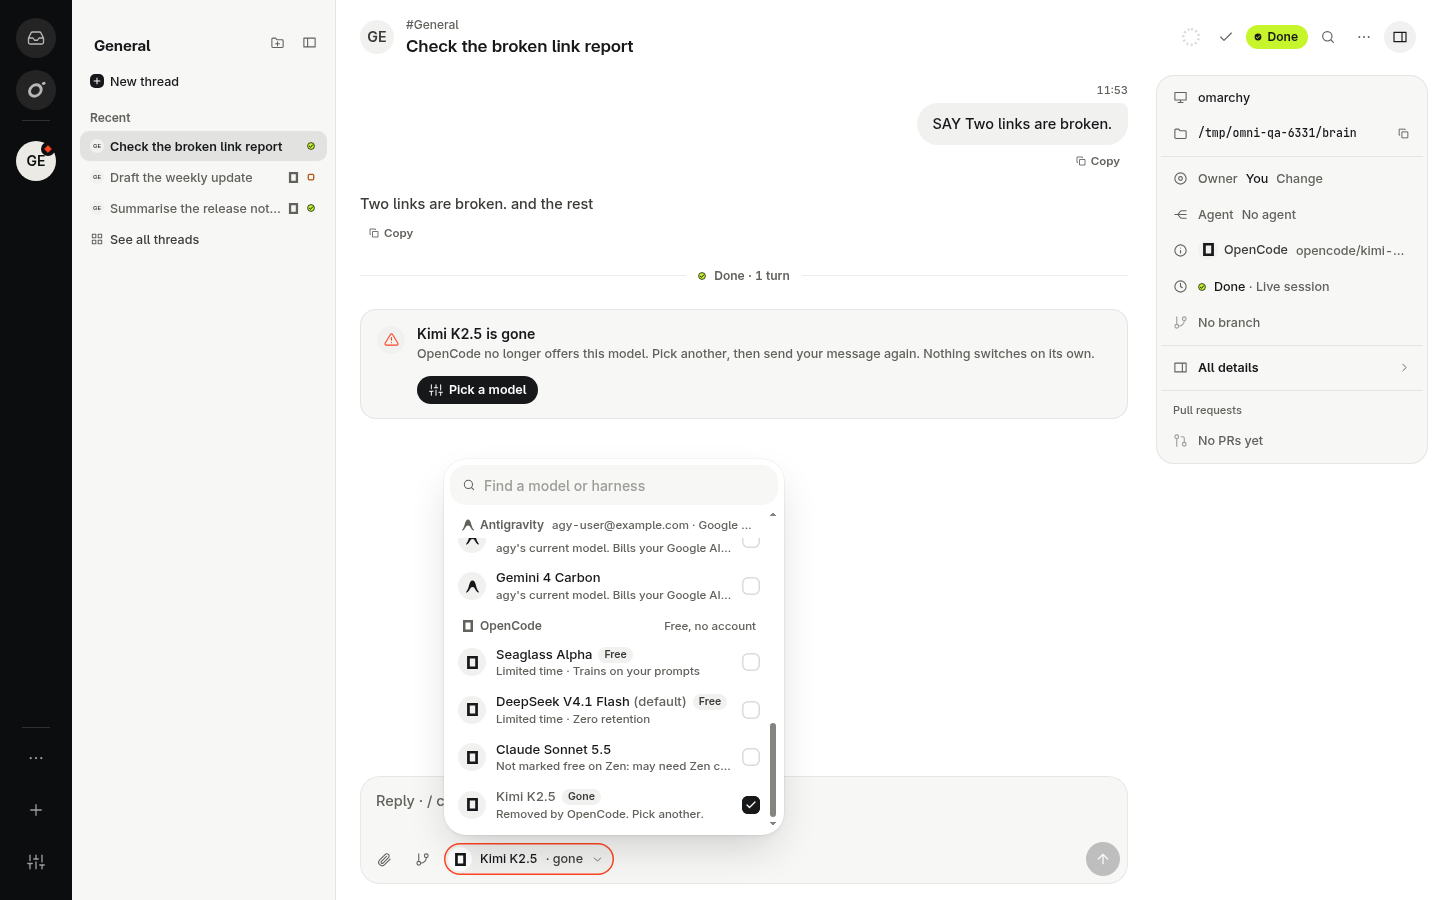 General
New thread
Recent
GE Check the broken link report
GE Draft the weekly update
GE Summarise the release not...
See all threads
GE
GE
#General
Check the broken link report
Done
11:53
SAY Two links are broken.
Copy
Two links are broken. and the rest
Copy
Done · 1 turn
Kimi K2.5 is gone
OpenCode no longer offers this model. Pick another, then send your message again. Nothing switches on its own.
Pick a model
Find a model or harness
Antigravity agy-user@example.com · Google ...
agy's current model. Bills your Google AI...
Gemini 4 Carbon
agy's current model. Bills your Google AI...
OpenCode Free, no account
Seaglass Alpha Free
Limited time · Trains on your prompts
DeepSeek V4.1 Flash (default) Free
Limited time · Zero retention
Claude Sonnet 5.5
Not marked free on Zen: may need Zen c...
Kimi K2.5 Gone
Removed by OpenCode. Pick another.
Reply · / c
Kimi K2.5 · gone
omarchy
/tmp/omni-qa-6331/brain
Owner You Change
Agent No agent
OpenCode opencode/kimi-...
Done · Live session
No branch
All details
Pull requests
No PRs yet